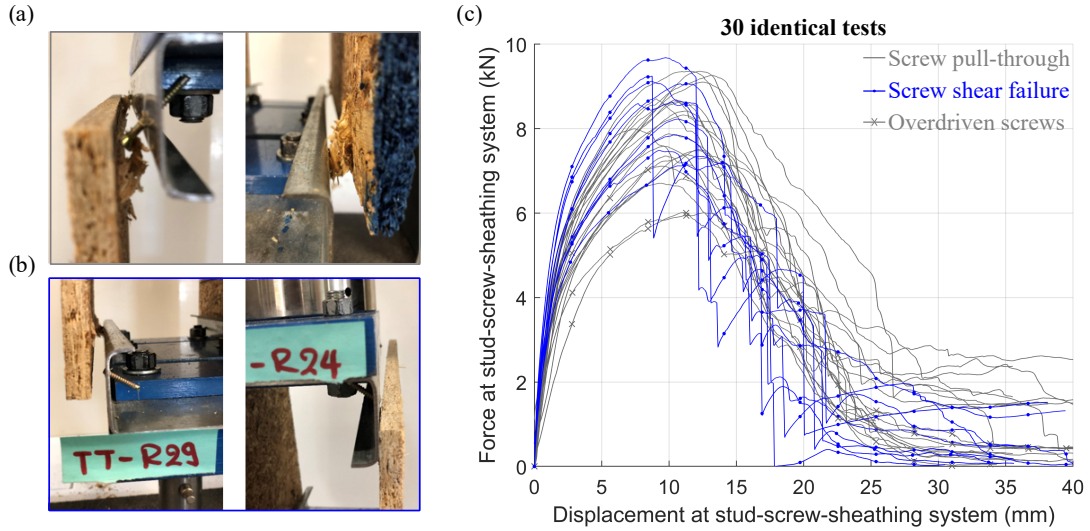 (a)
(b)
TT-R29
-R24
(c)
30 identical tests
Screw pull-through
Screw shear failure
Overdriven screws
Force at stud-screw-sheathing system (kN)
10
8
6
4
2
0
0
5
10
15
20
25
30
35
40
Displacement at stud-screw-sheathing system (mm)